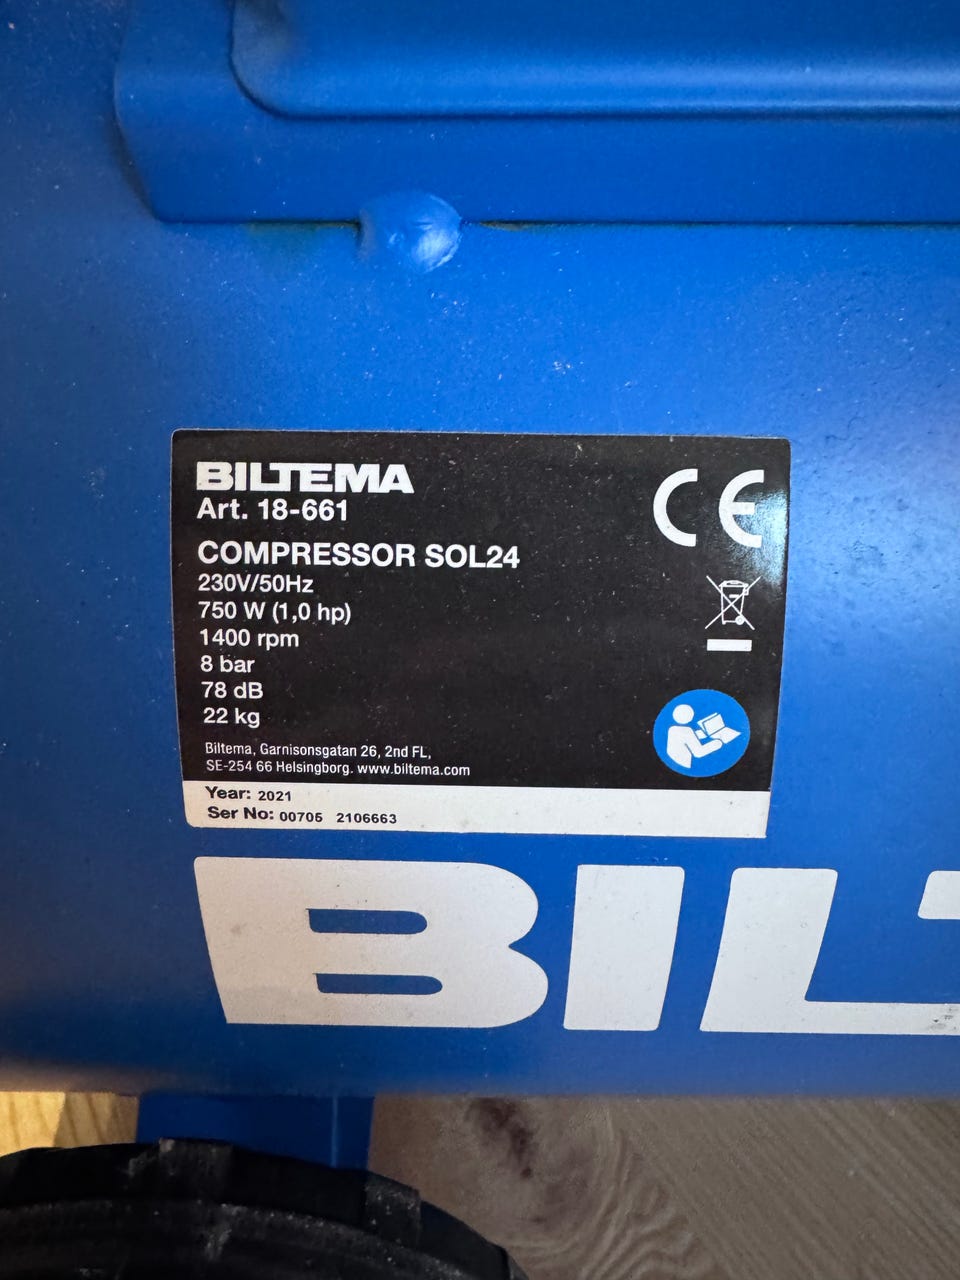 BILTEMA
Art. 18-661
COMPRESSOR SOL24
230V/50Hz
750 W (1,0 hp)
1400 rpm
8 bar
78 dB
22 kg
Biltema, Garnisonsgatan 26, 2nd FL,
SE-254 66 Helsingborg. www.biltema.com
Year: 2021
Ser No: 00705 2106663
CE
BILT